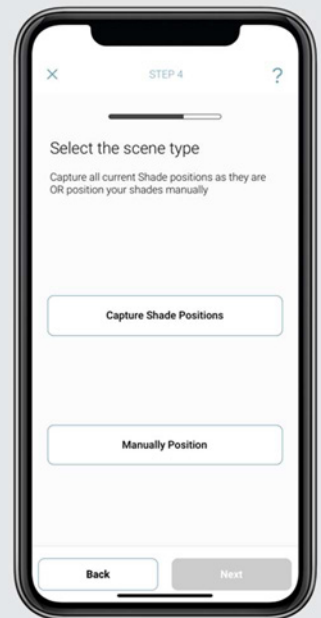 STEP 4
?
Select the scene type
Capture all current Shade positions as they are
OR position your shades manually
Capture Shade Positions
Manually Position
Back
Next